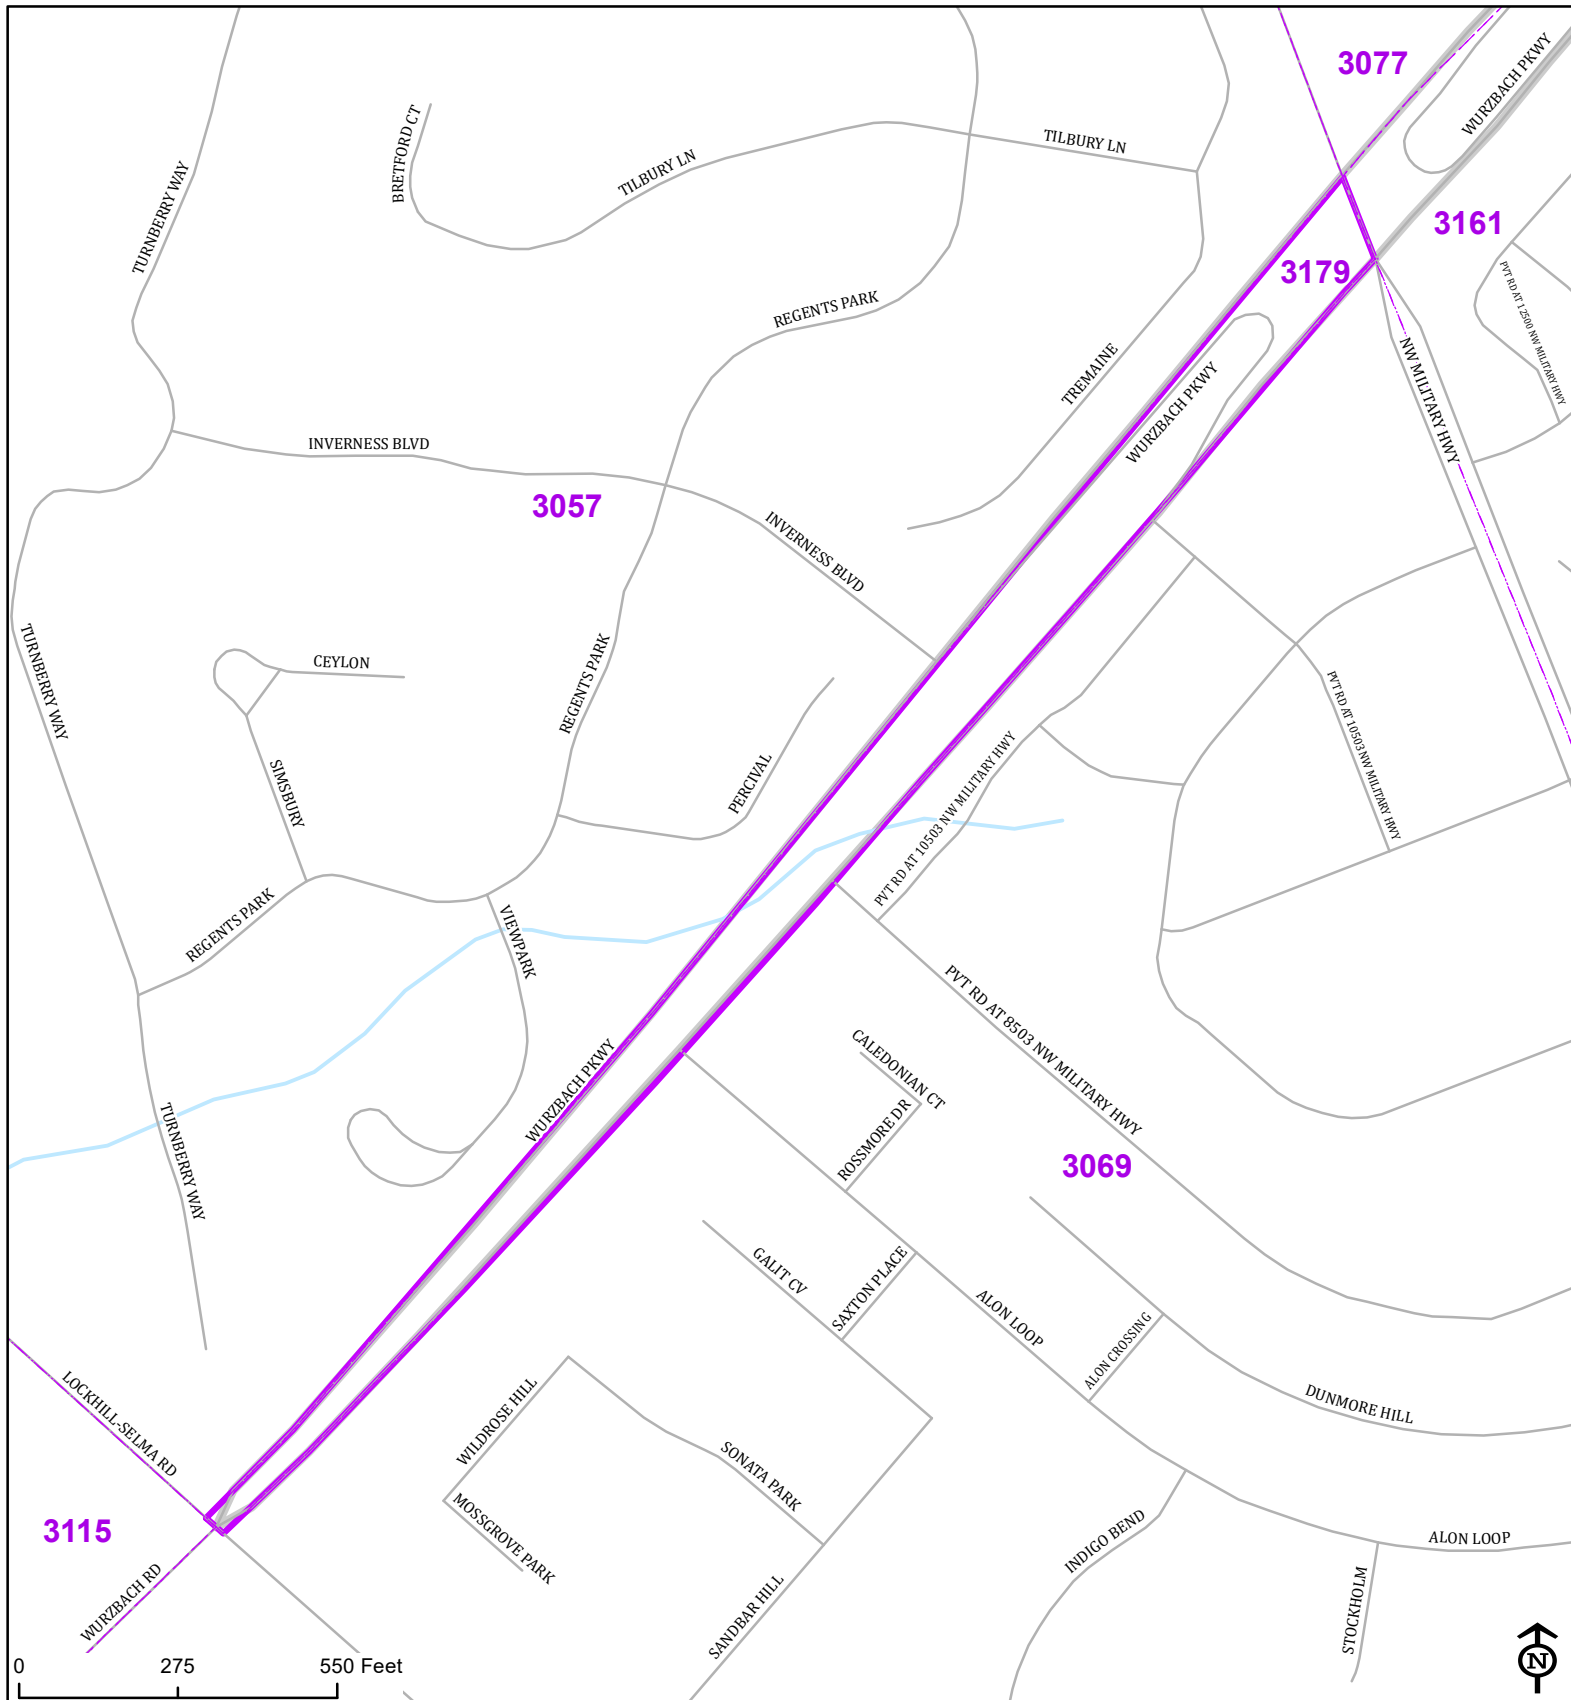 3077
WURZBACH PKWY
BRETFORD CT
TILBURY LN
TILBURY LN
TURNBERRY WAY
3161
3179
PVT RD AT 12500 NW MILITARY HWY
REGENTS PARK
TREMAINE
WURZBACH PKWY
NW MILITARY HWY
INVERNESS BLVD
3057
INVERNESS BLVD
TURNBERRY WAY
CEYLON
REGENTS PARK
PVT RD AT 10503 NW MILITARY HWY
SIMSBURY
PERCIVAL
PVT RD AT 10503 NW MILITARY HWY
REGENTS PARK
VIEWPARK
PVT RD AT 8503 NW MILITARY HWY
WURZBACH PKWY
CALEDONIAN CT
ROSSMORE DR
TURNBERRY WAY
3069
GALIT CV
SAXTON PLACE
ALON LOOP
ALON CROSSING
LOCKHILL-SELMA RD
WILDROSE HILL
DUNMORE HILL
SONATA PARK
3115
MOSSGROVE PARK
INDIGO BEND
ALON LOOP
WURZBACH RD
SANDBAR HILL
STOCKHOLM
0 275 550 Feet
N